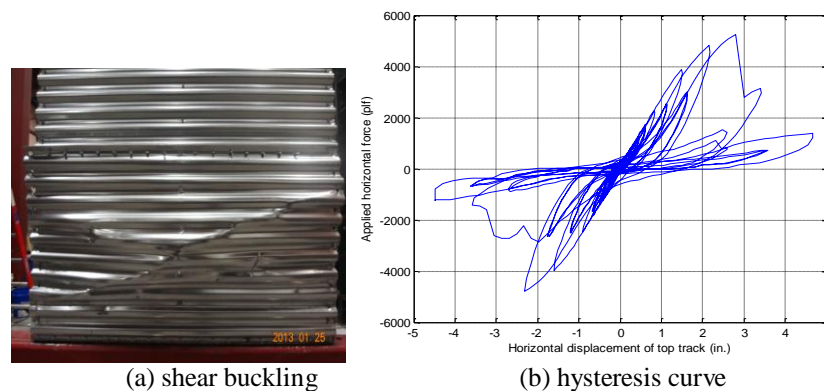 2013 01 25
(a) shear buckling
6000
4000
2000
0
-2000
-4000
-6000
Applied horizontal force (plf)
-5 -4 -3 -2 -1 0 1 2 3 4
Horizontal displacement of top track (in.)
(b) hysteresis curve